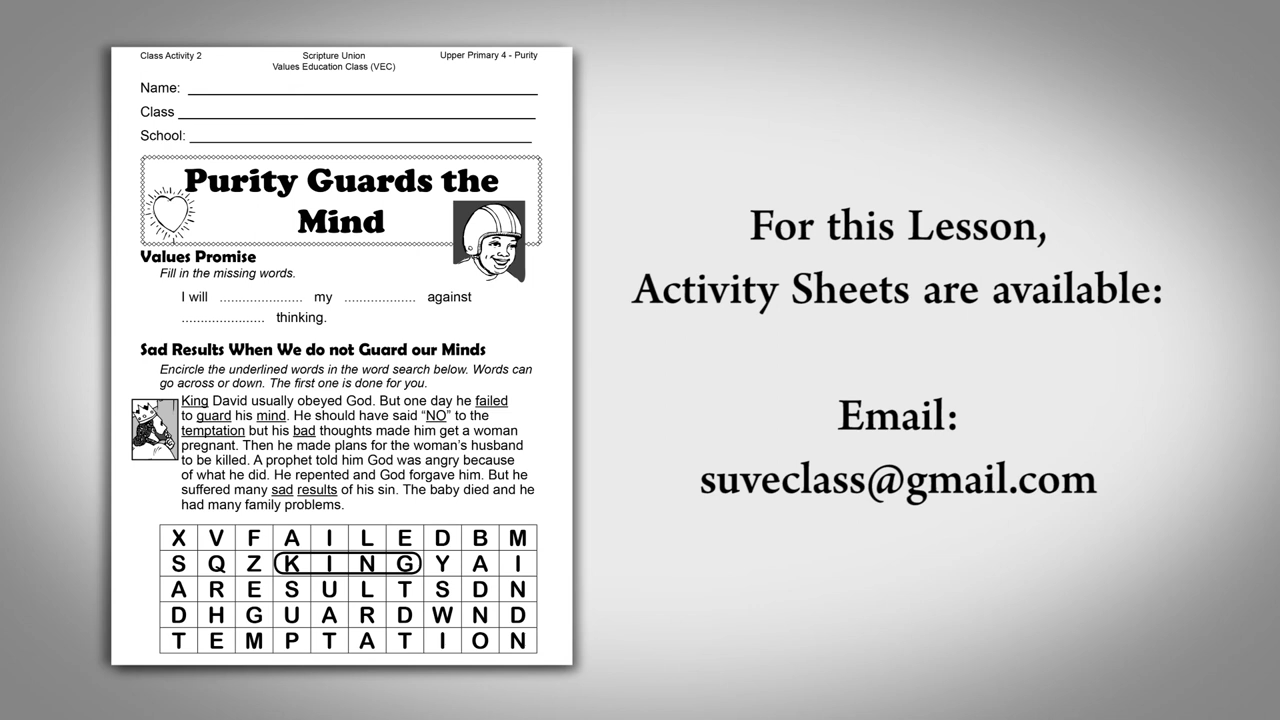 Class Activity 2 Scripture Union Upper Primary 4 - Purity
Values Education Class (VEC)
Name:
Class
School:
Purity Guards the
Mind
Values Promise
Fill in the missing words.
I will ...................... my ................... against
...................... thinking.
Sad Results When We do not Guard our Minds
Encircle the underlined words in the word search below. Words can
go across or down. The first one is done for you.
King David usually obeyed God. But one day he failed
to guard his mind. He should have said “NO” to the
temptation but his bad thoughts made him get a woman
pregnant. Then he made plans for the woman’s husband
to be killed. A prophet told him God was angry because
of what he did. He repented and God forgave him. But he
suffered many sad results of his sin. The baby died and he
had many family problems.
X V F A I L E D B M
S Q Z K I N G Y A I
A R E S U L T S D N
D H G U A R D W N D
T E M P T A T I O N
For this Lesson,
Activity Sheets are available:
Email:
suveclass@gmail.com